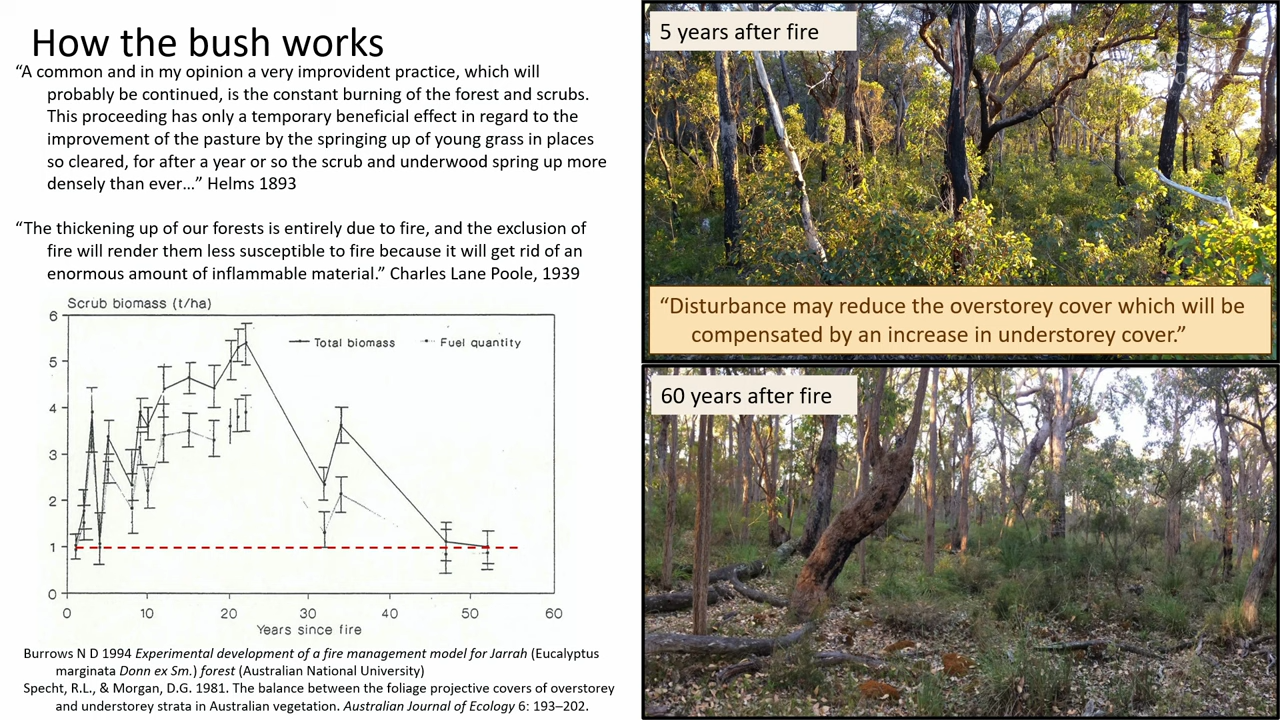 How the bush works
“A common and in my opinion a very improvident practice, which will
probably be continued, is the constant burning of the forest and scrubs.
This proceeding has only a temporary beneficial effect in regard to the
improvement of the pasture by the springing up of young grass in places
so cleared, for after a year or so the scrub and underwood spring up more
densely than ever…” Helms 1893
“The thickening up of our forests is entirely due to fire, and the exclusion of
fire will render them less susceptible to fire because it will get rid of an
enormous amount of inflammable material.” Charles Lane Poole, 1939
Scrub biomass (t/ha)
Total biomass
Fuel quantity
6
5
4
3
2
1
0
0 10 20 30 40 50 60
Years since fire
Burrows N D 1994 Experimental development of a fire management model for Jarrah (Eucalyptus
marginata Donn ex Sm.) forest (Australian National University)
Specht, R.L., & Morgan, D.G. 1981. The balance between the foliage projective covers of overstorey
and understorey strata in Australian vegetation. Australian Journal of Ecology 6: 193–202.
5 years after fire
“Disturbance may reduce the overstorey cover which will be
compensated by an increase in understorey cover.”
60 years after fire